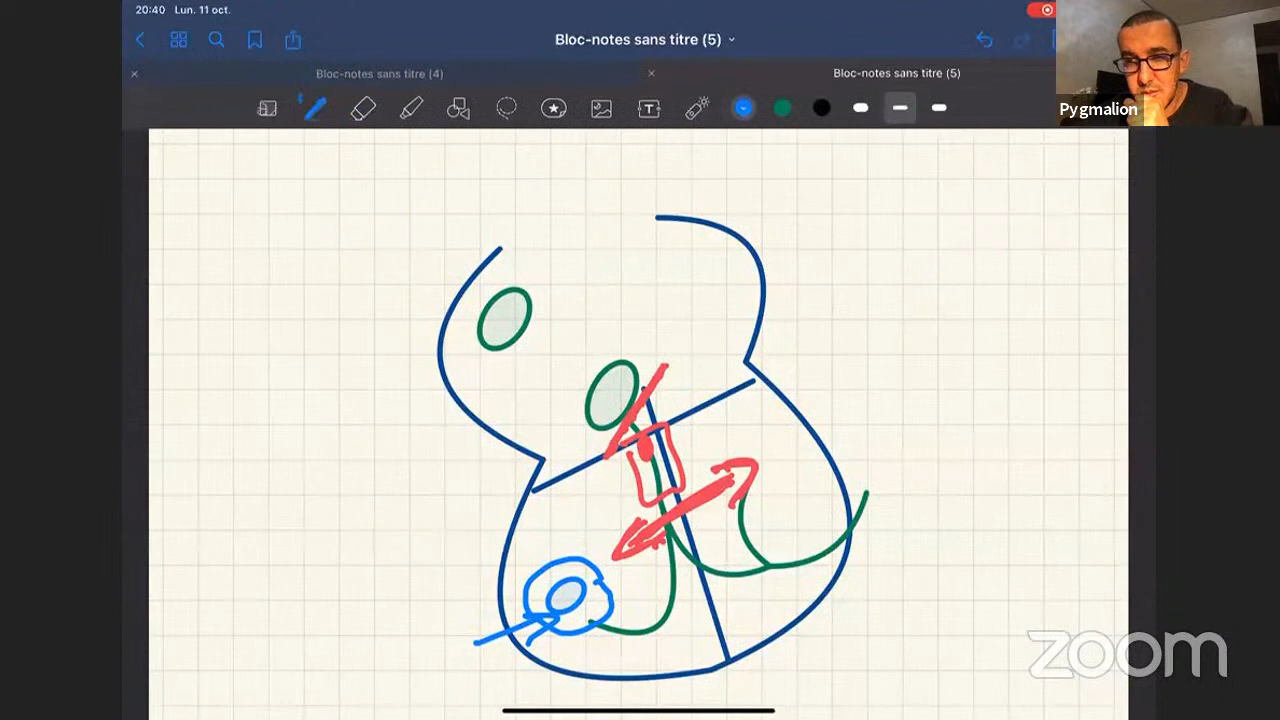 20:40 Lun. 11 oct.
Bloc-notes sans titre (5)
Bloc-notes sans titre (4)
Bloc-notes sans titre (5)
T
Pygmalion
zoom